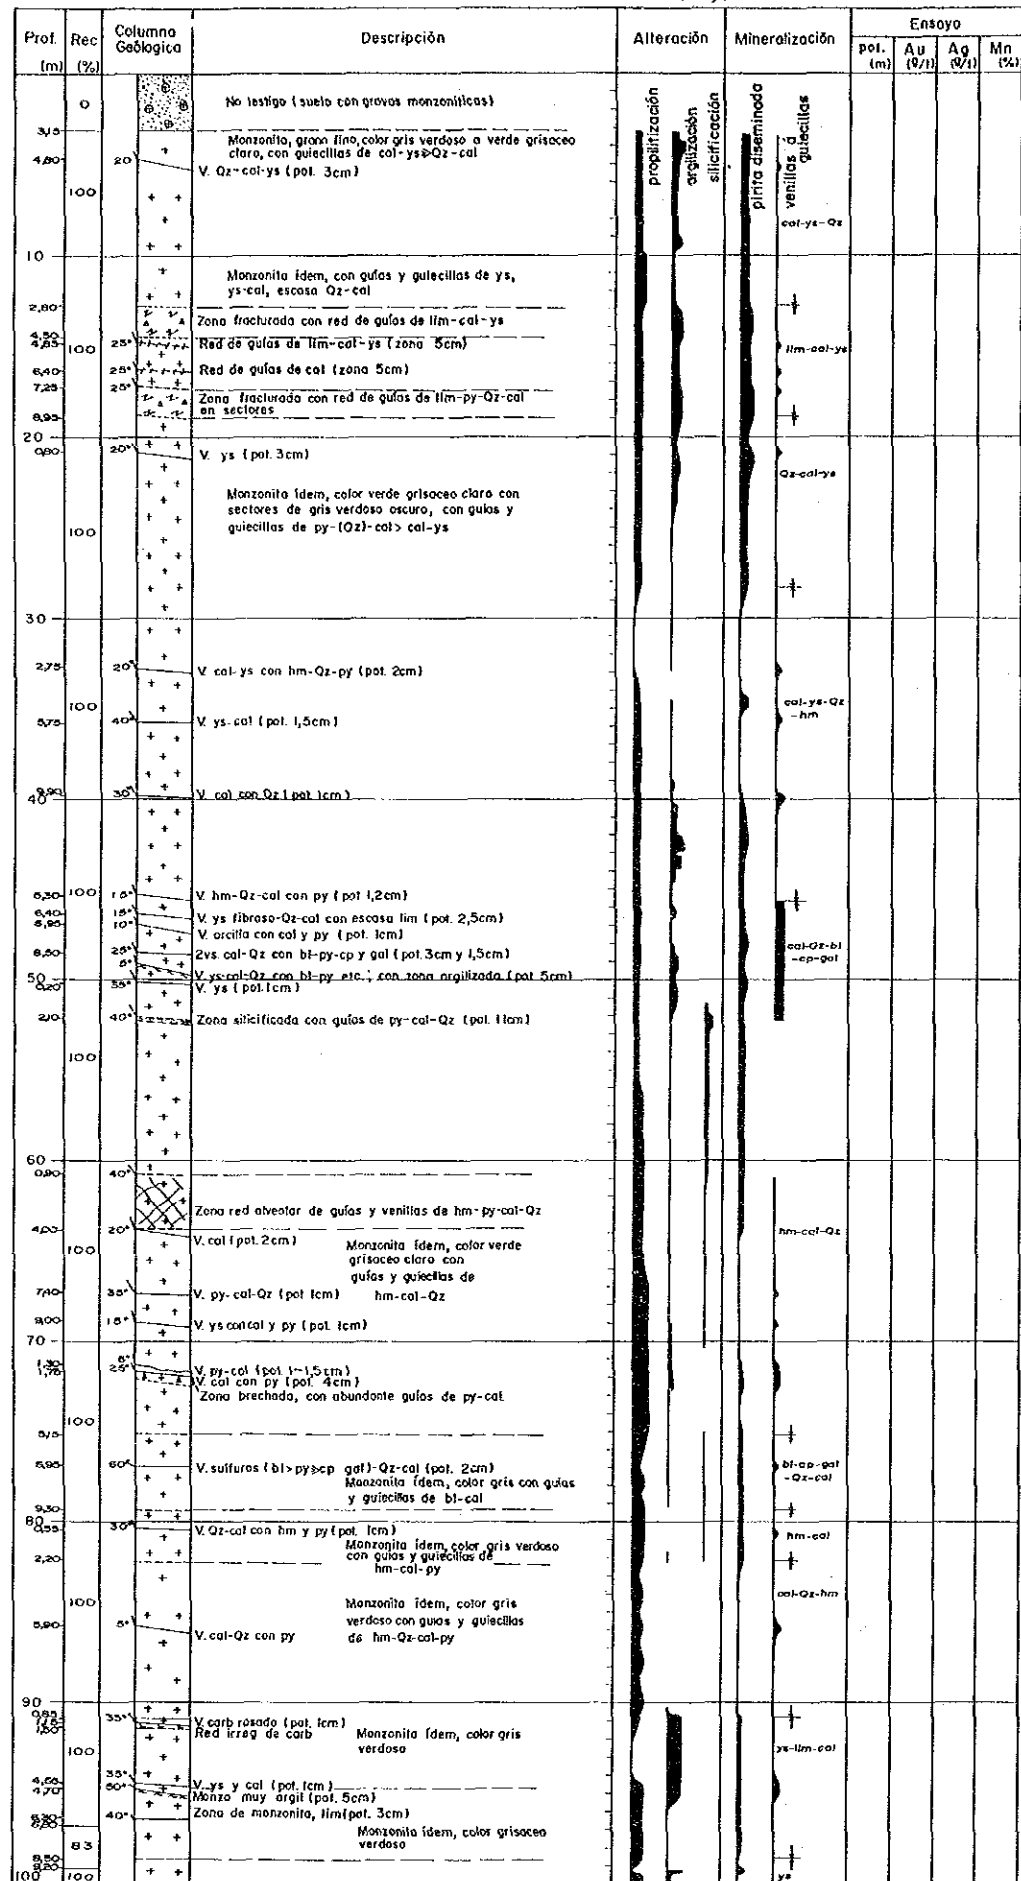 Prof. (m)
Rec (%)
Columna Geólogica
Descripción
Alteración
Mineralización
Ensayo
pot. (m)
Au (g/t)
Ag (g/t)
Mn (%)
propilitización
argilización
silicificación
pirita diseminada
venillas á guiecillas
0
No testigo (suelo con gravas monzoníticas)
3,15
Monzonita, grano fino, color gris verdoso a verde grisaceo
claro, con guiecillas de cal-ys>Qz-cal
4,80
20
V. Qz-cal-ys (pot. 3cm)
100
cal-ys-Qz
10
Monzonita ídem, con guías y guiecillas de ys,
ys-cal, escasa Qz-cal
2,80
Zona fracturada con red de guías de lim-cal-ys
4,50
25°
Red de guías de lim-cal-ys (zona 5cm)
100
lim-cal-ys
6,40
25°
Red de guías de cal (zona 5cm)
7,25
25°
Zona fracturada con red de guías de lim-py-Qz-cal
en sectores
8,95
20
0,80
20°
V. ys (pot. 3cm)
Qz-cal-ys
Monzonita ídem, color verde grisaceo claro con
sectores de gris verdoso oscuro, con guías y
guiecillas de py-(Qz)-cal> cal-ys
100
30
2,75
20°
V. cal-ys con hm-Qz-py (pot. 2cm)
100
cal-ys-Qz
-hm
5,75
40°
V. ys-cal (pot. 1,5cm)
9,90
30°
V. cal con Qz (pot. 1cm)
40
5,30
100
15°
V. hm-Qz-cal con py (pot 1,2cm)
6,40
15°
V. ys fibroso-Qz-cal con escasa lim (pot. 2,5cm)
6,95
10°
V. arcilla con cal y py (pot. 1cm)
8,50
25°
2vs. cal-Qz con bl-py-cp y gal (pot. 3cm y 1,5cm)
cal-Qz-bl
-cp-gal
5°
V. ys-cal-Qz con bl-py etc.; con zona argilizada (pot 5cm)
50
0,20
35°
V. ys (pot. 1cm)
2,10
40°
Zona silicificada con guías de py-cal-Qz (pot. 11cm)
100
60
0,90
40°
Zona red alveolar de guías y venillas de hm-py-cal-Qz
4,00
20°
hm-cal-Qz
V. cal (pot. 2cm)
100
Monzonita ídem, color verde
grisaceo claro con
guías y guiecillas de
hm-cal-Qz
7,40
35°
V. py-cal-Qz (pot 1cm)
9,00
15°
V. ys con cal y py (pot. 1cm)
70
1,30
5°
V. py-cal (pot 1~1,5cm)
1,70
25°
V. cal con py (pot. 4cm)
Zona brechada, con abundante guías de py-cal
100
5,15
6,95
60°
V. sulfuros (bl>py>cp gal)-Qz-cal (pot. 2cm)
bl-cp-gal
-Qz-cal
Monzonita ídem, color gris con guías
y guiecillas de bl-cal
9,30
80
0,35
30°
V. Qz-cal con hm y py (pot. 1cm)
hm-cal
Monzonita ídem, color gris verdoso
con guías y guiecillas de
hm-cal-py
2,20
cal-Qz-hm
100
Monzonita ídem, color gris
verdoso con guías y guiecillas
de hm-Qz-cal-py
5,90
5°
V. cal-Qz con py
90
0,85
35°
V. carb rosado (pot. 1cm)
Red irreg de carb
Monzonita ídem, color gris
verdoso
100
ys-lim-cal
4,50
35°
V. ys y cal (pot. 1cm)
4,70
50°
Monzo muy argil (pot. 5cm)
40°
Zona de monzonita, lim (pot. 3cm)
Monzonita ídem, color grisaceo
verdoso
83
100
100
ys